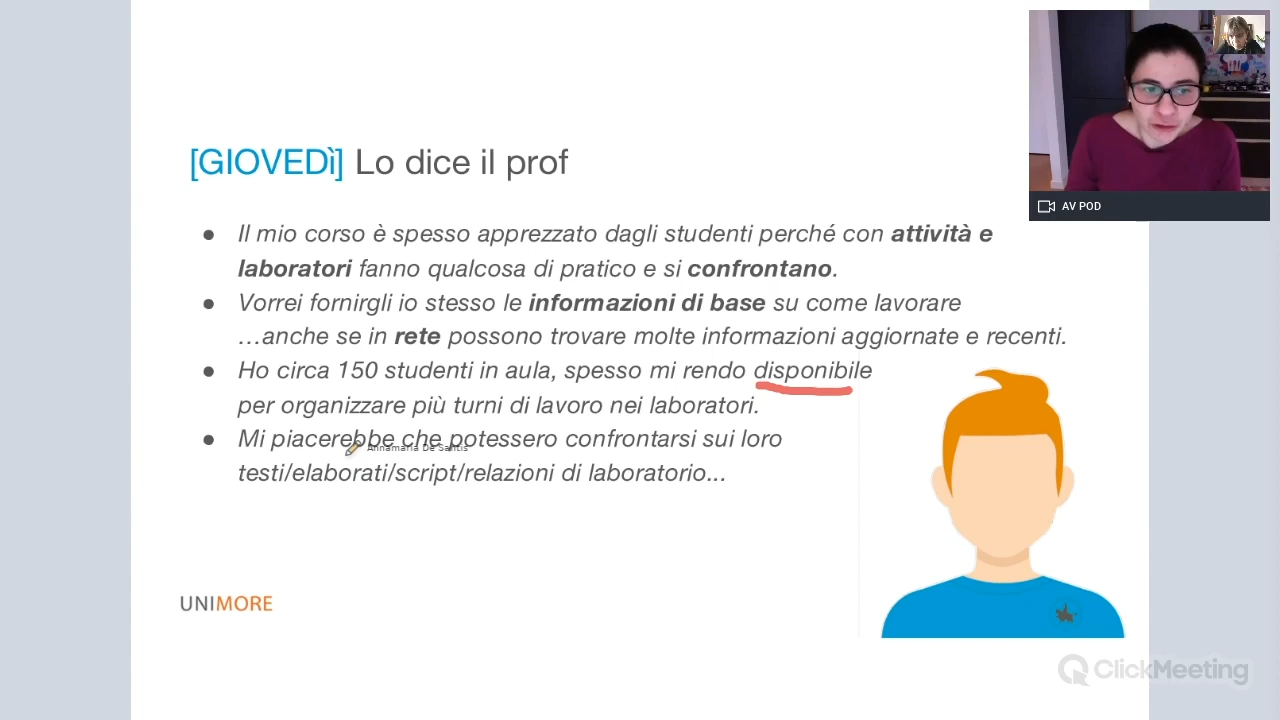 [GIOVEDì] Lo dice il prof
● Il mio corso è spesso apprezzato dagli studenti perché con attività e
laboratori fanno qualcosa di pratico e si confrontano.
● Vorrei fornirgli io stesso le informazioni di base su come lavorare
…anche se in rete possono trovare molte informazioni aggiornate e recenti.
● Ho circa 150 studenti in aula, spesso mi rendo disponibile
per organizzare più turni di lavoro nei laboratori.
● Mi piacerebbe che potessero confrontarsi sui loro
Annamaria De Santis
testi/elaborati/script/relazioni di laboratorio...
UNIMORE
AV POD
ClickMeeting